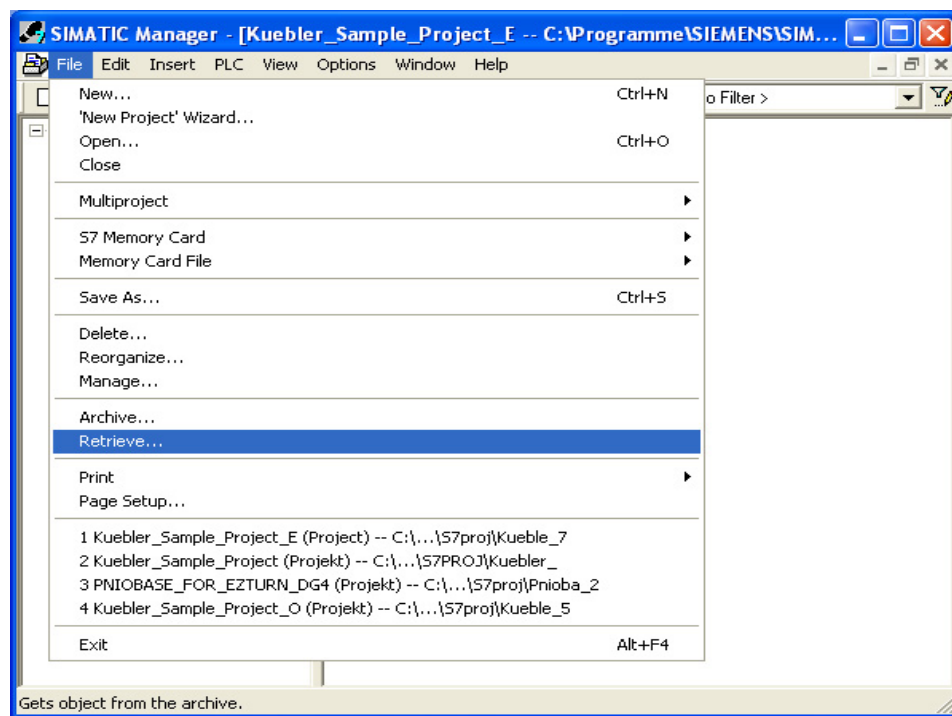 SIMATIC Manager - [Kuebler_Sample_Project_E -- C:\Programme\SIEMENS\SIM...
File Edit Insert PLC View Options Window Help
New... Ctrl+N
o Filter >
'New Project' Wizard...
Open... Ctrl+O
Close
Multiproject
S7 Memory Card
Memory Card File
Save As... Ctrl+S
Delete...
Reorganize...
Manage...
Archive...
Retrieve...
Print
Page Setup...
1 Kuebler_Sample_Project_E (Project) -- C:\...\S7proj\Kueble_7
2 Kuebler_Sample_Project (Projekt) -- C:\...\S7PROJ\Kuebler_
3 PNIOBASE_FOR_EZTURN_DG4 (Projekt) -- C:\...\S7proj\Pnioba_2
4 Kuebler_Sample_Project_O (Projekt) -- C:\...\S7proj\Kueble_5
Exit Alt+F4
Gets object from the archive.